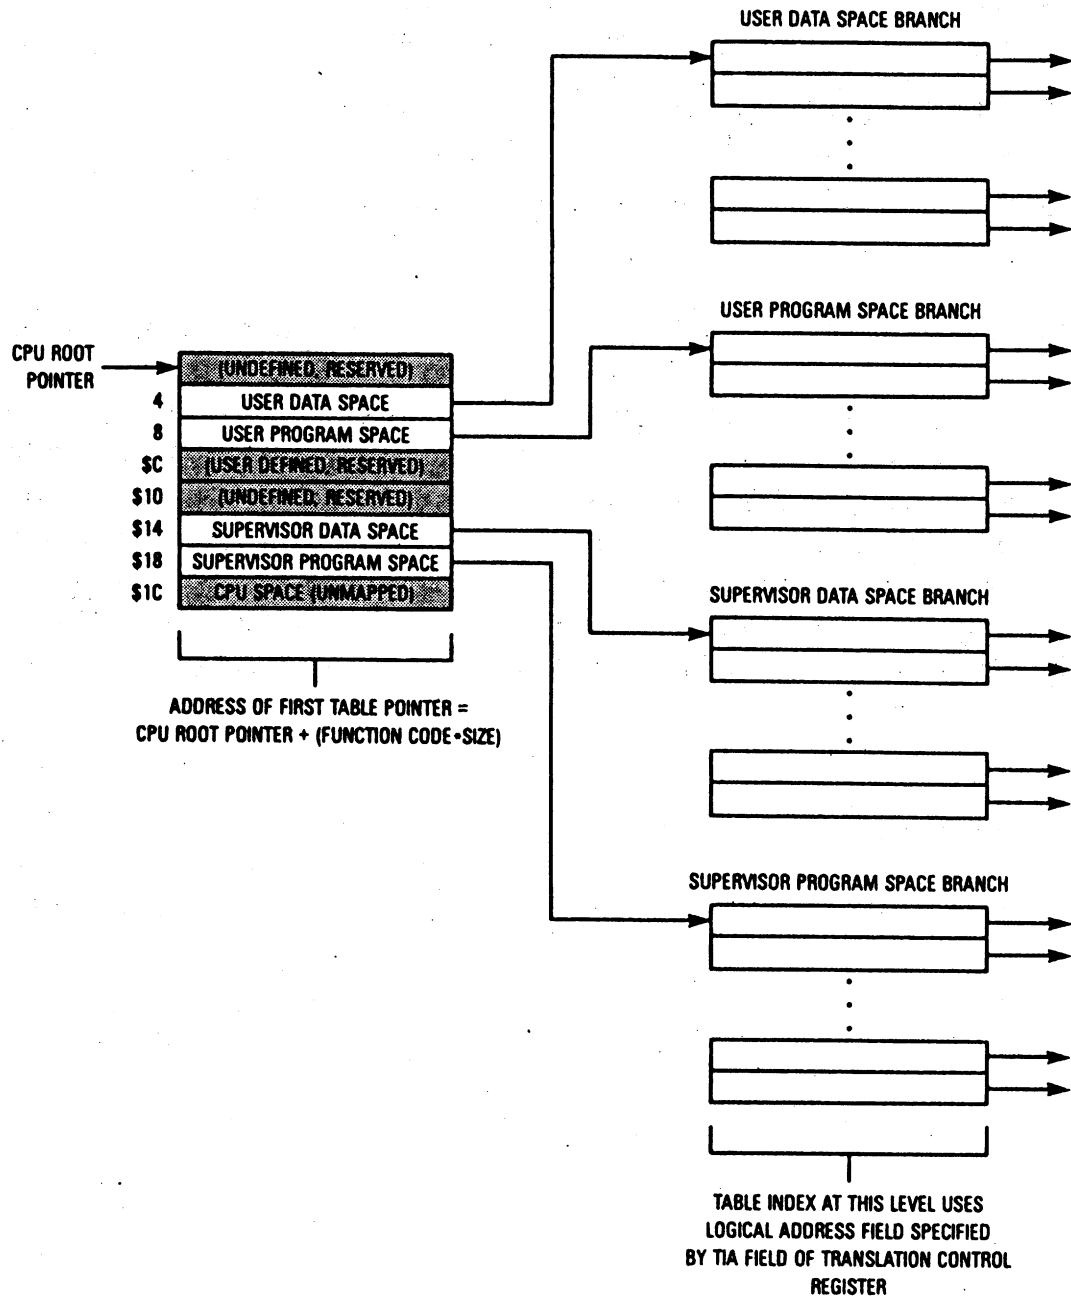 USER DATA SPACE BRANCH
USER PROGRAM SPACE BRANCH
CPU ROOT
POINTER
(UNDEFINED, RESERVED)
4 USER DATA SPACE
8 USER PROGRAM SPACE
$C (USER DEFINED, RESERVED)
$10 (UNDEFINED, RESERVED)
$14 SUPERVISOR DATA SPACE
$18 SUPERVISOR PROGRAM SPACE
$1C CPU SPACE (UNMAPPED)
SUPERVISOR DATA SPACE BRANCH
ADDRESS OF FIRST TABLE POINTER =
CPU ROOT POINTER + (FUNCTION CODE•SIZE)
SUPERVISOR PROGRAM SPACE BRANCH
TABLE INDEX AT THIS LEVEL USES
LOGICAL ADDRESS FIELD SPECIFIED
BY TIA FIELD OF TRANSLATION CONTROL
REGISTER